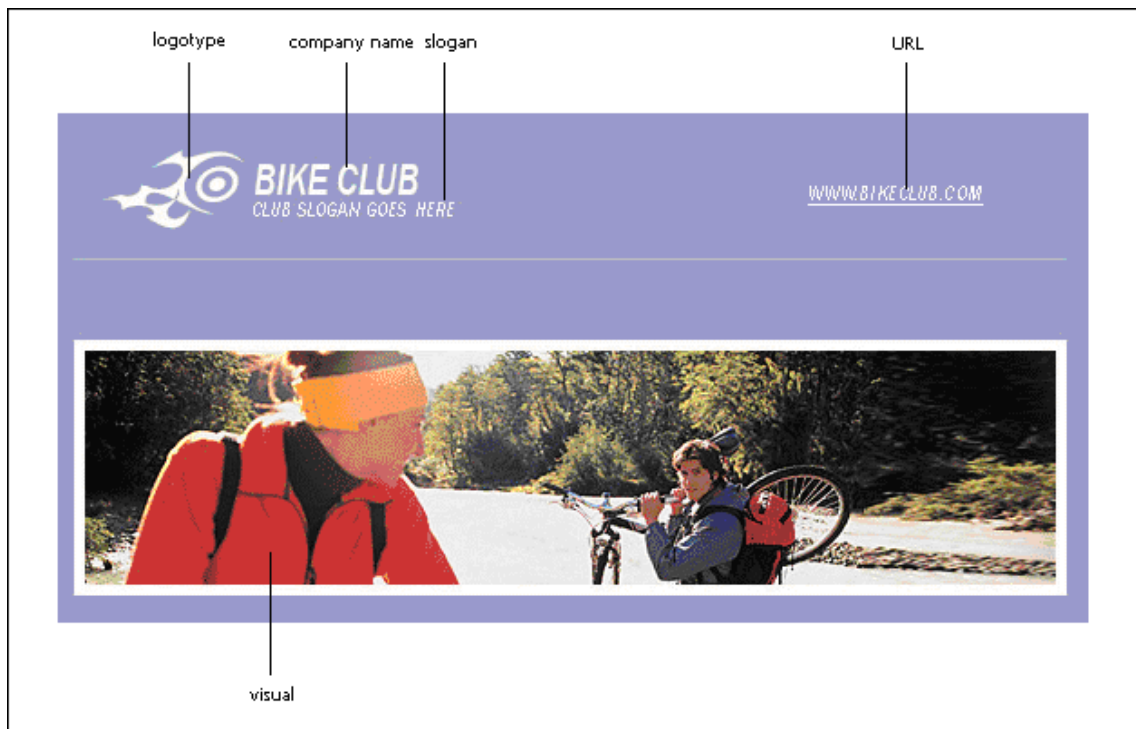 logotype company name slogan URL
BIKE CLUB
CLUB SLOGAN GOES HERE
WWW.BIKECLUB.COM
visual